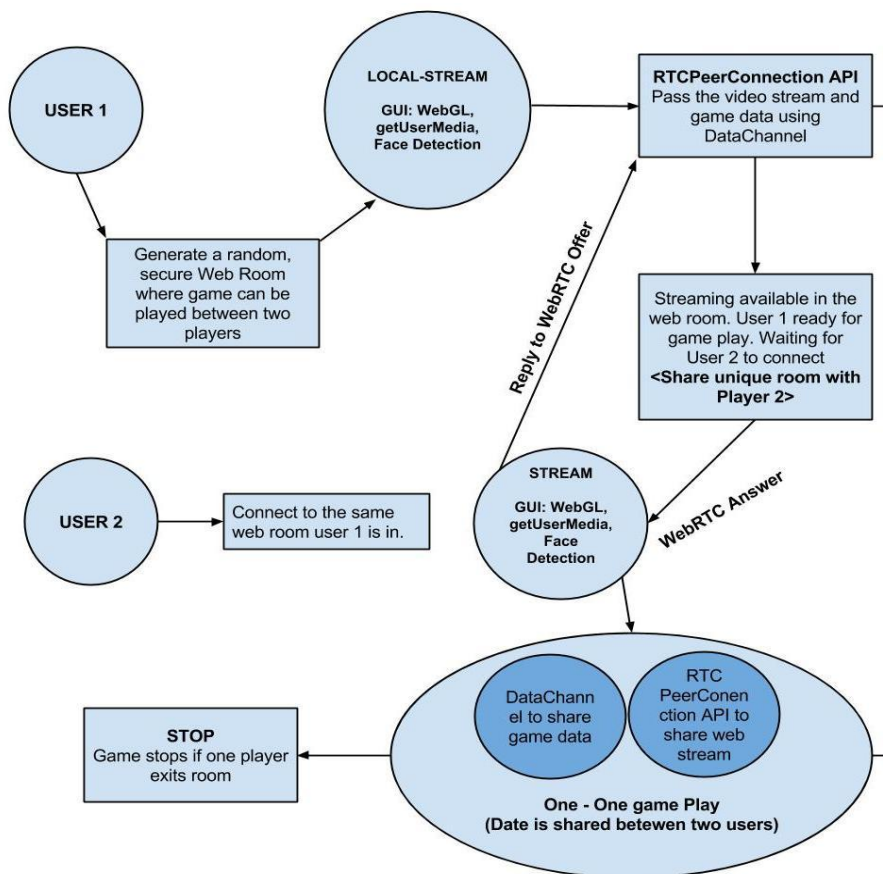 USER 1
LOCAL-STREAM
GUI: WebGL,
getUserMedia,
Face Detection
RTCPeerConnection API
Pass the video stream and
game data using
DataChannel
Generate a random,
secure Web Room
where game can be
played between two
players
Reply to WebRTC Offer
Streaming available in the
web room. User 1 ready for
game play. Waiting for
User 2 to connect
<Share unique room with
Player 2>
USER 2
Connect to the same
web room user 1 is in.
STREAM
GUI: WebGL,
getUserMedia,
Face
Detection
WebRTC Answer
DataChann
el to share
game data
RTC
PeerConen
ction API to
share web
stream
STOP
Game stops if one player
exits room
One - One game Play
(Date is shared betewen two users)